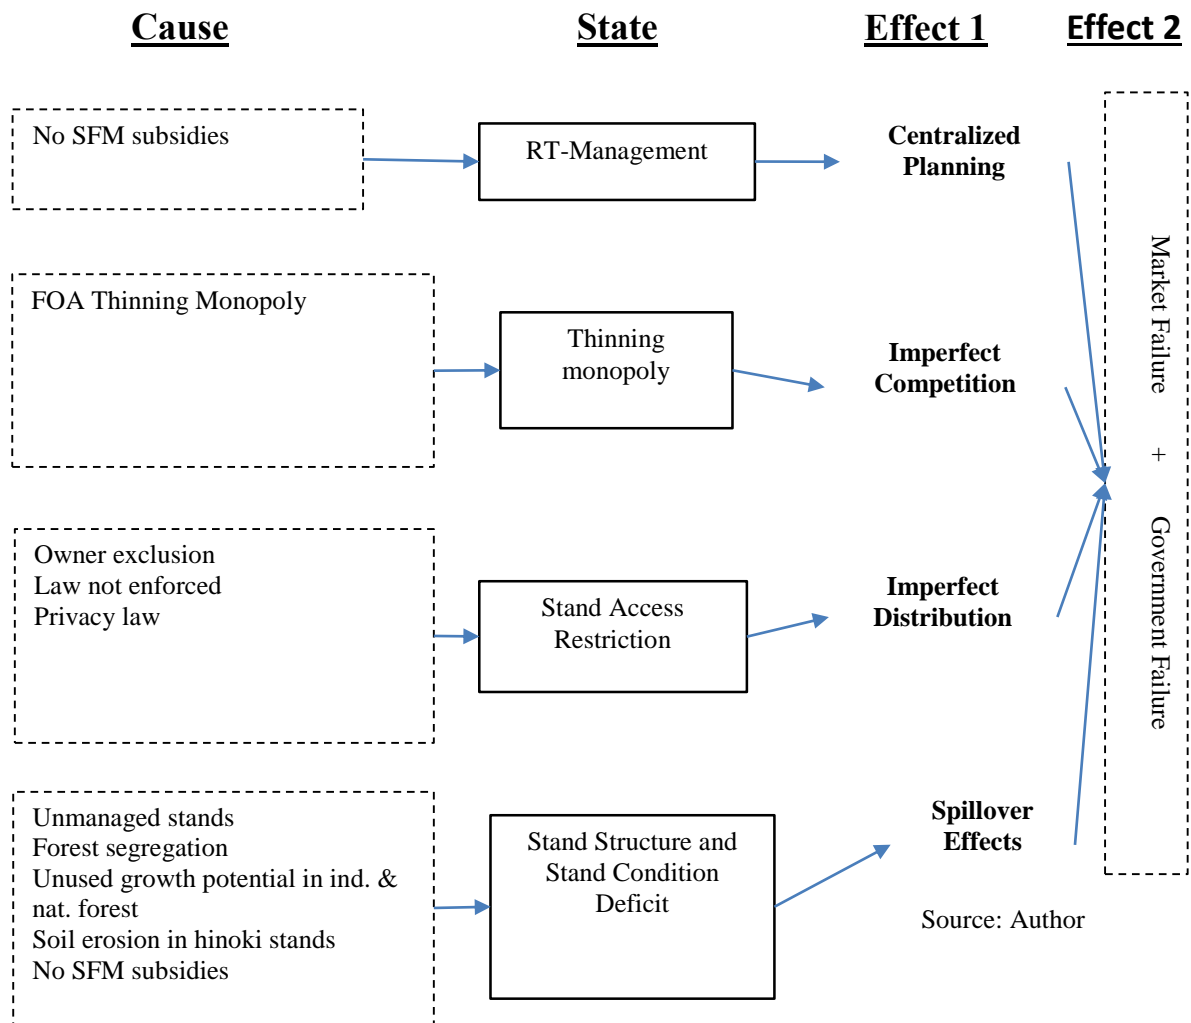 Cause State Effect 1 Effect 2
No SFM subsidies
RT-Management
Centralized
Planning
FOA Thinning Monopoly
Thinning
monopoly
Imperfect
Competition
Owner exclusion
Law not enforced
Privacy law
Stand Access
Restriction
Imperfect
Distribution
Unmanaged stands
Forest segregation
Unused growth potential in ind. &
nat. forest
Soil erosion in hinoki stands
No SFM subsidies
Stand Structure and
Stand Condition
Deficit
Spillover
Effects
Market Failure + Government Failure
Source: Author